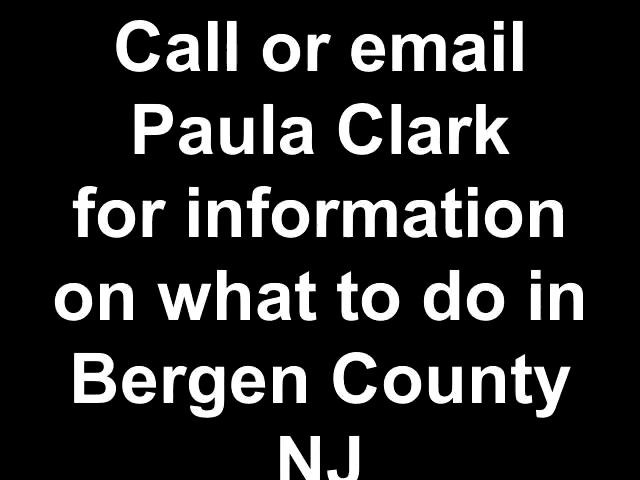 Call or email
Paula Clark
for information
on what to do in
Bergen County
NJ